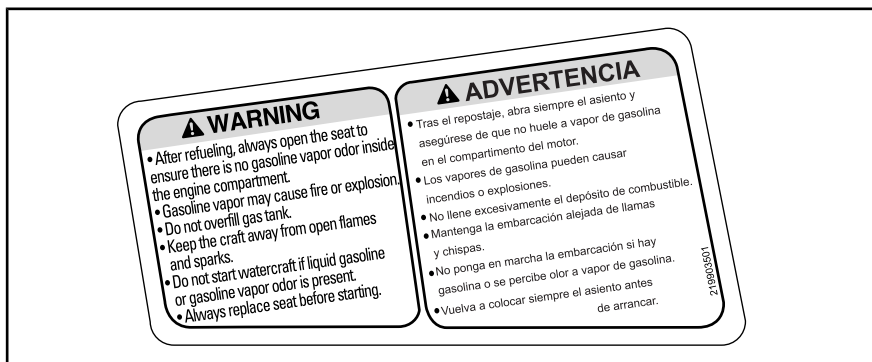 WARNING
• After refueling, always open the seat to
ensure there is no gasoline vapor odor inside
the engine compartment.
• Gasoline vapor may cause fire or explosion.
• Do not overfill gas tank.
• Keep the craft away from open flames
and sparks.
• Do not start watercraft if liquid gasoline
or gasoline vapor odor is present.
• Always replace seat before starting.
ADVERTENCIA
• Tras el repostaje, abra siempre el asiento y
asegúrese de que no huele a vapor de gasolina
en el compartimento del motor.
• Los vapores de gasolina pueden causar
incendios o explosiones.
• No llene excesivamente el depósito de combustible.
• Mantenga la embarcación alejada de llamas
y chispas.
• No ponga en marcha la embarcación si hay
gasolina o se percibe olor a vapor de gasolina.
• Vuelva a colocar siempre el asiento antes
de arrancar.
219903501